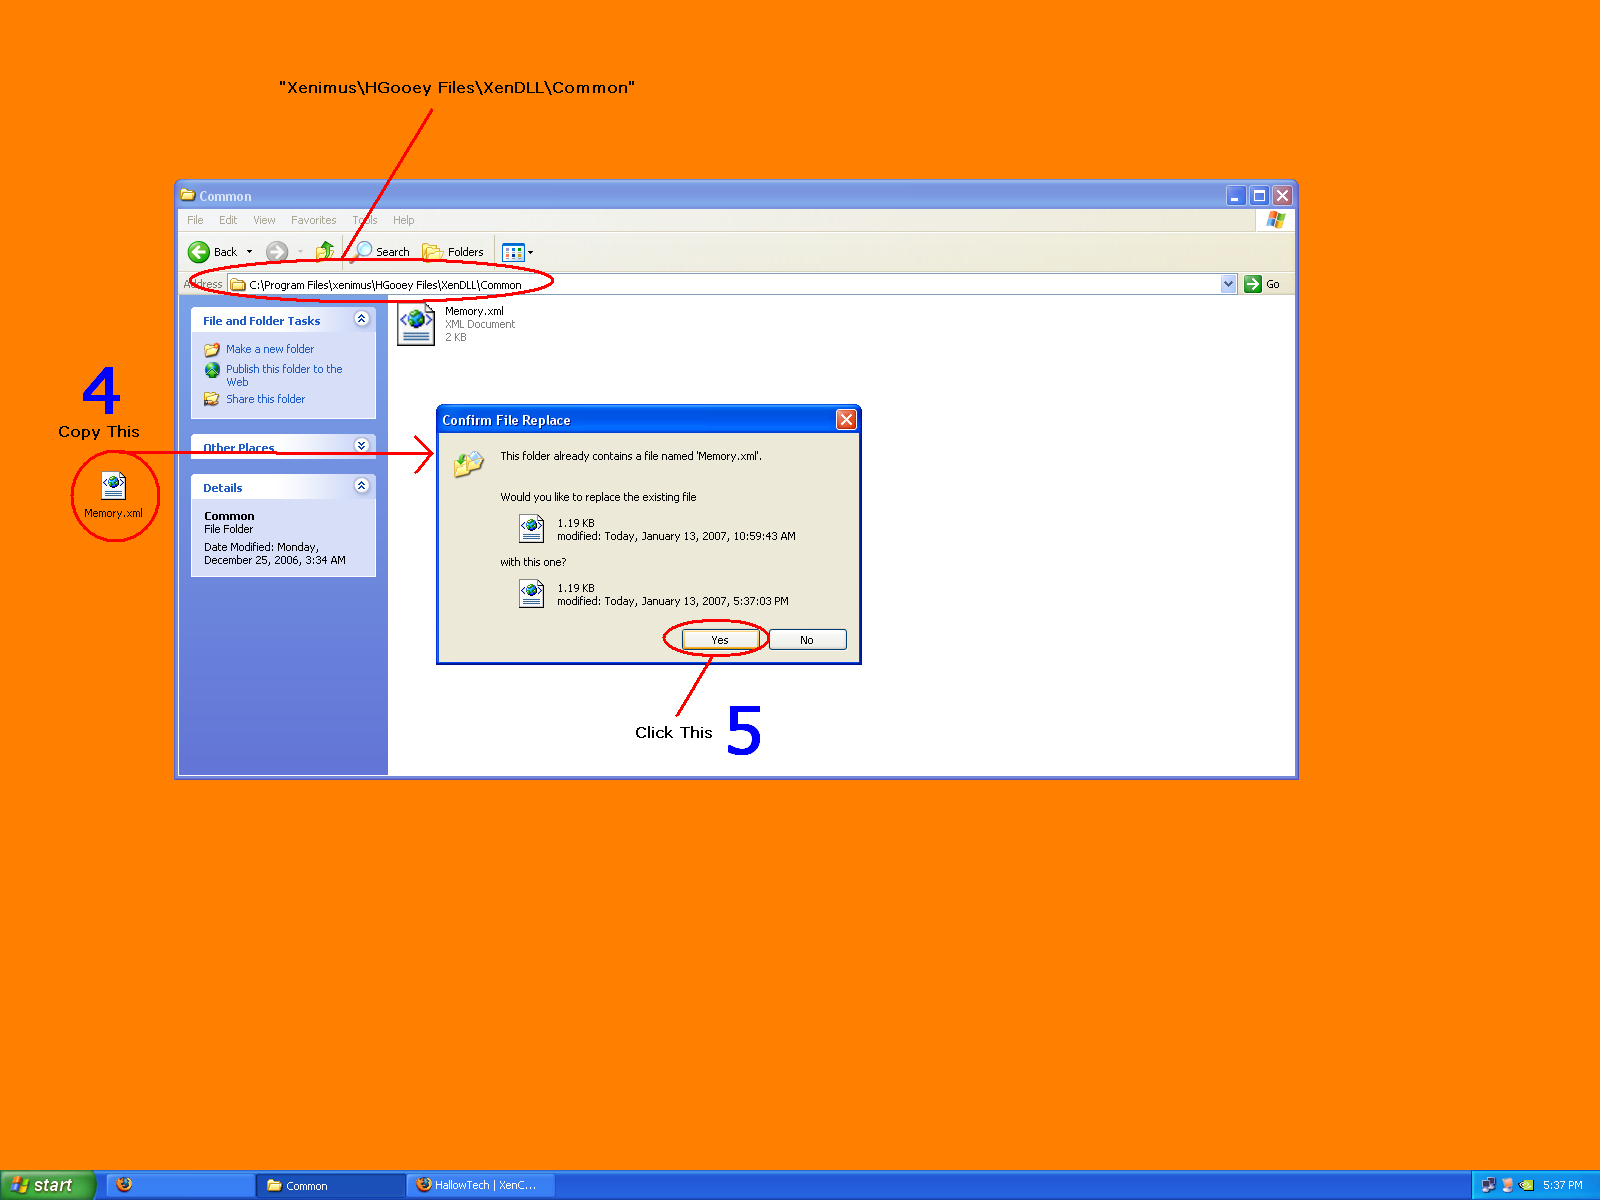 "Xenimus\HGooey Files\XenDLL\Common"
Common
File Edit View Favorites Tools Help
Back Search Folders
Address C:\Program Files\xenimus\HGooey Files\XenDLL\Common Go
File and Folder Tasks
Make a new folder
Publish this folder to the
Web
Share this folder
Other Places
Details
Common
File Folder
Date Modified: Monday,
December 25, 2006, 3:34 AM
Memory.xml
XML Document
2 KB
4
Copy This
Memory.xml
Confirm File Replace
This folder already contains a file named 'Memory.xml'.
Would you like to replace the existing file
1.19 KB
modified: Today, January 13, 2007, 10:59:43 AM
with this one?
1.19 KB
modified: Today, January 13, 2007, 5:37:03 PM
Yes No
Click This 5
start Common HallowTech | XenC... 5:37 PM